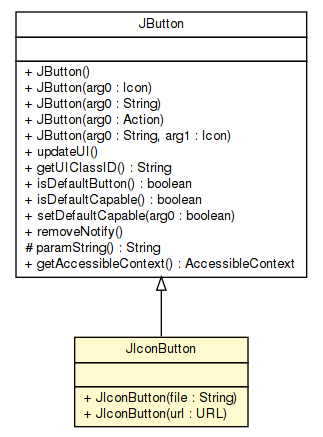 JButton
+ JButton()
+ JButton(arg0 : Icon)
+ JButton(arg0 : String)
+ JButton(arg0 : Action)
+ JButton(arg0 : String, arg1 : Icon)
+ updateUI()
+ getUIClassID() : String
+ isDefaultButton() : boolean
+ isDefaultCapable() : boolean
+ setDefaultCapable(arg0 : boolean)
+ removeNotify()
# paramString() : String
+ getAccessibleContext() : AccessibleContext
JIconButton
+ JIconButton(file : String)
+ JIconButton(url : URL)